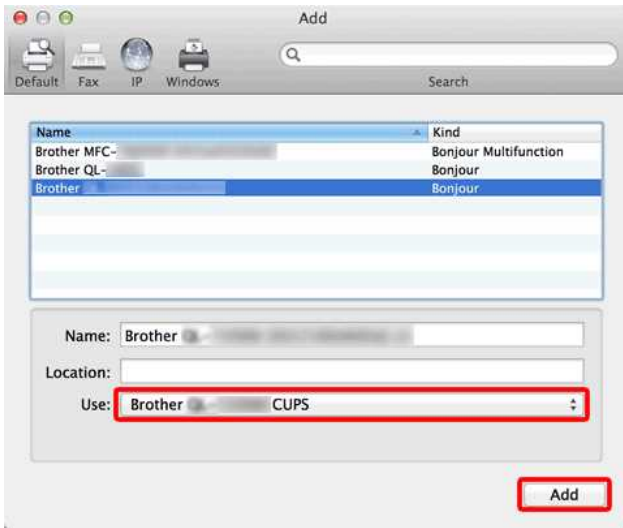 Add
Default Fax IP Windows Search
Name Kind
Brother MFC- Bonjour Multifunction
Brother QL- Bonjour
Brother Bonjour
Name: Brother
Location:
Use: Brother CUPS
Add